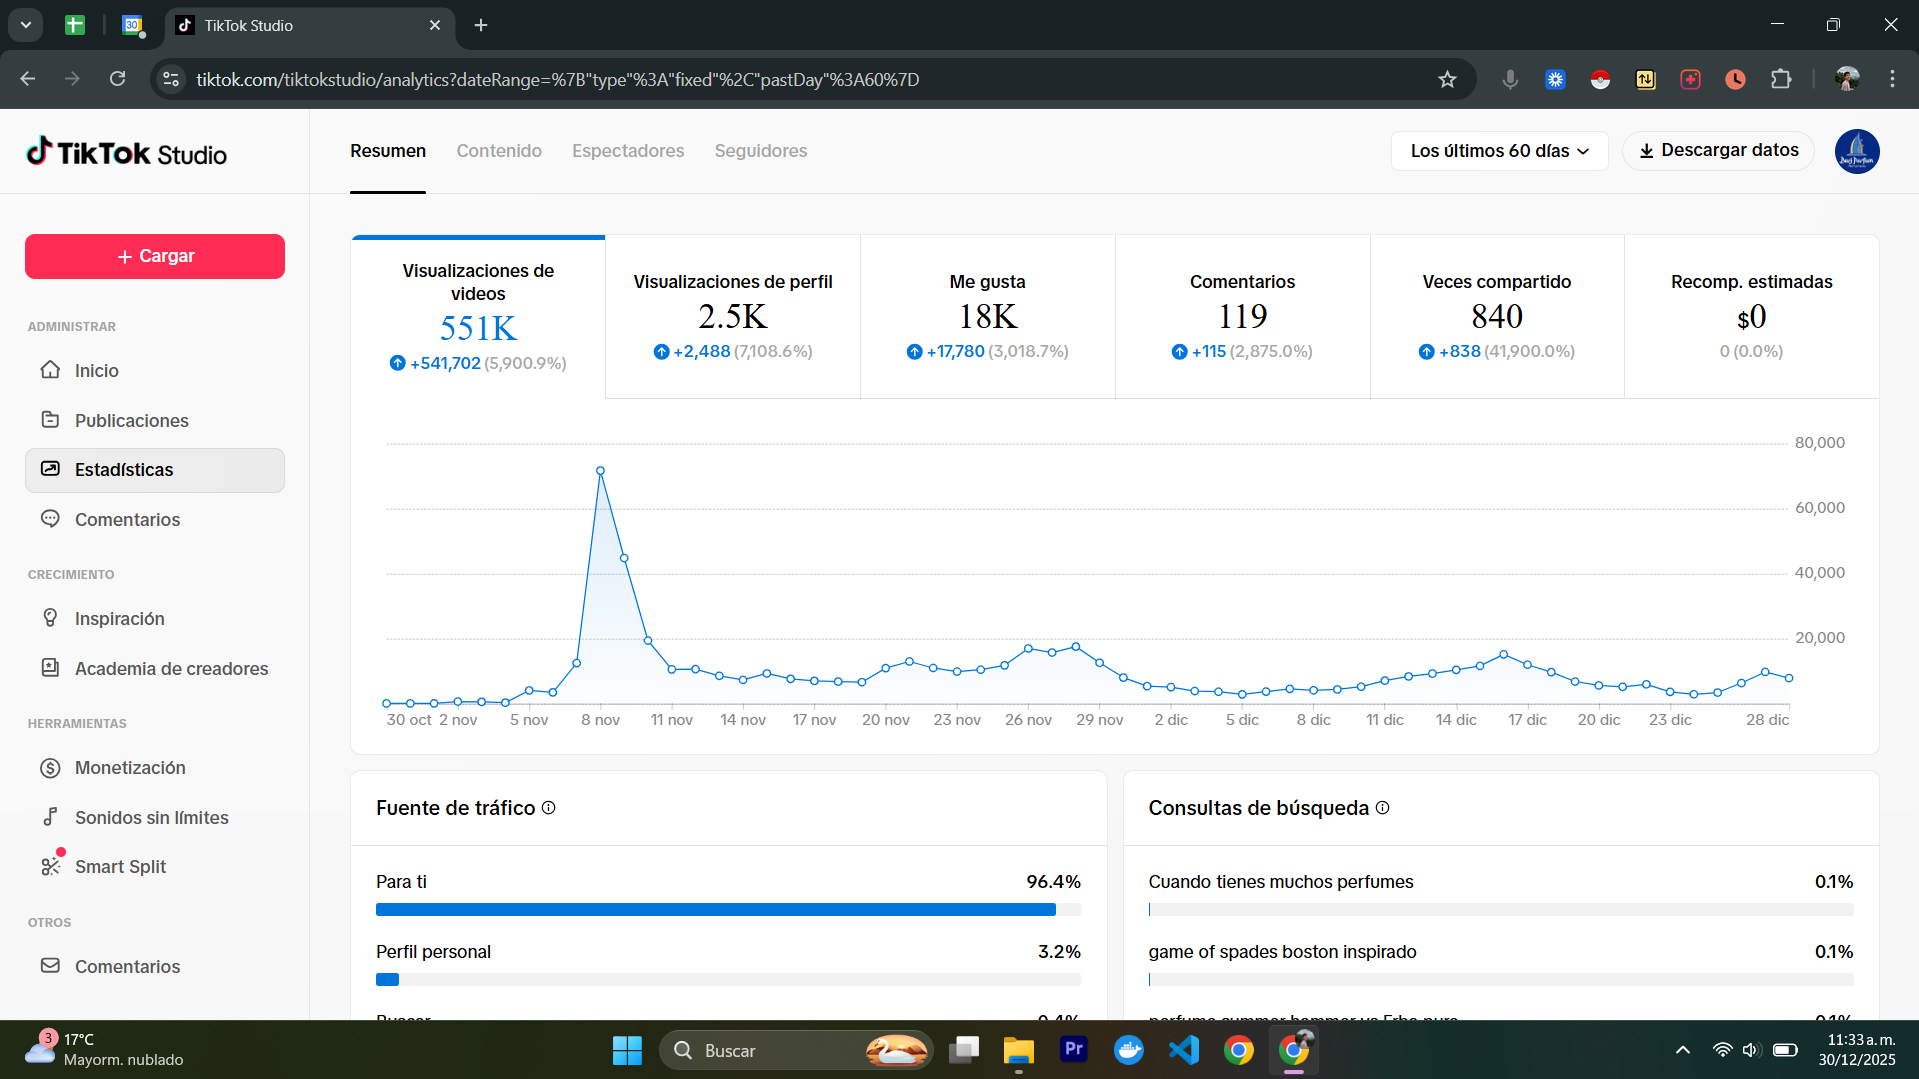 30
TikTok Studio
tiktok.com/tiktokstudio/analytics?dateRange=%7B"type"%3A"fixed"%2C"pastDay"%3A60%7D
TikTok Studio
Resumen
Contenido
Espectadores
Seguidores
Los últimos 60 días
Descargar datos
+ Cargar
ADMINISTRAR
Inicio
Publicaciones
Estadísticas
Comentarios
CRECIMIENTO
Inspiración
Academia de creadores
HERRAMIENTAS
Monetización
Sonidos sin límites
Smart Split
OTROS
Comentarios
Visualizaciones de
videos
551K
+541,702 (5,900.9%)
Visualizaciones de perfil
2.5K
+2,488 (7,108.6%)
Me gusta
18K
+17,780 (3,018.7%)
Comentarios
119
+115 (2,875.0%)
Veces compartido
840
+838 (41,900.0%)
Recomp. estimadas
$0
0 (0.0%)
80,000
60,000
40,000
20,000
30 oct 2 nov 5 nov 8 nov 11 nov 14 nov 17 nov 20 nov 23 nov 26 nov 29 nov 2 dic 5 dic 8 dic 11 dic 14 dic 17 dic 20 dic 23 dic 28 dic
Fuente de tráfico
Para ti 96.4%
Perfil personal 3.2%
Buscar 0.4%
Consultas de búsqueda
Cuando tienes muchos perfumes 0.1%
game of spades boston inspirado 0.1%
3
17°C
Mayorm. nublado
Buscar
Pr
11:33 a. m.
30/12/2025